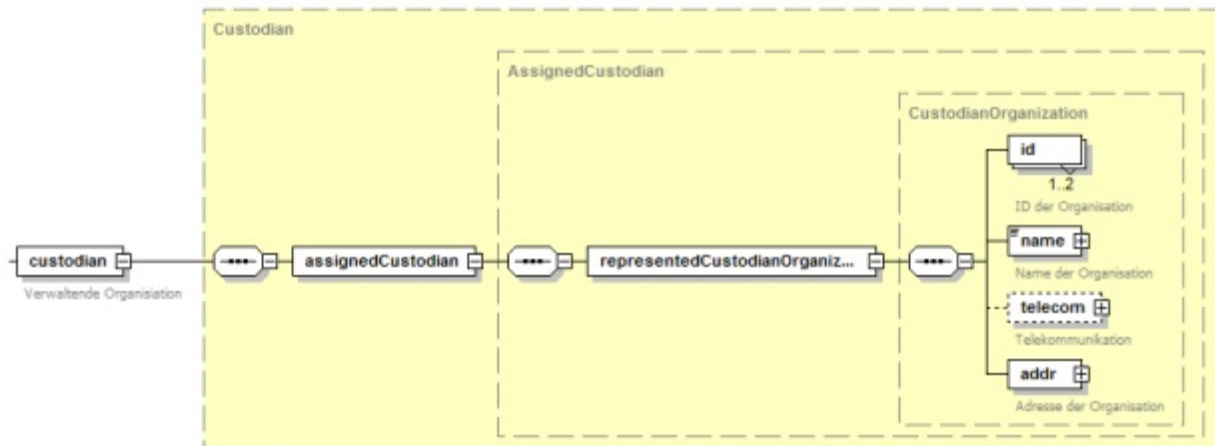 Custodian
AssignedCustodian
CustodianOrganization
id
1..2
ID der Organisation
custodian
Verwaltende Organisiation
assignedCustodian
representedCustodianOrganiz...
name
Name der Organisation
telecom
Telekommunikation
addr
Adresse der Organisation